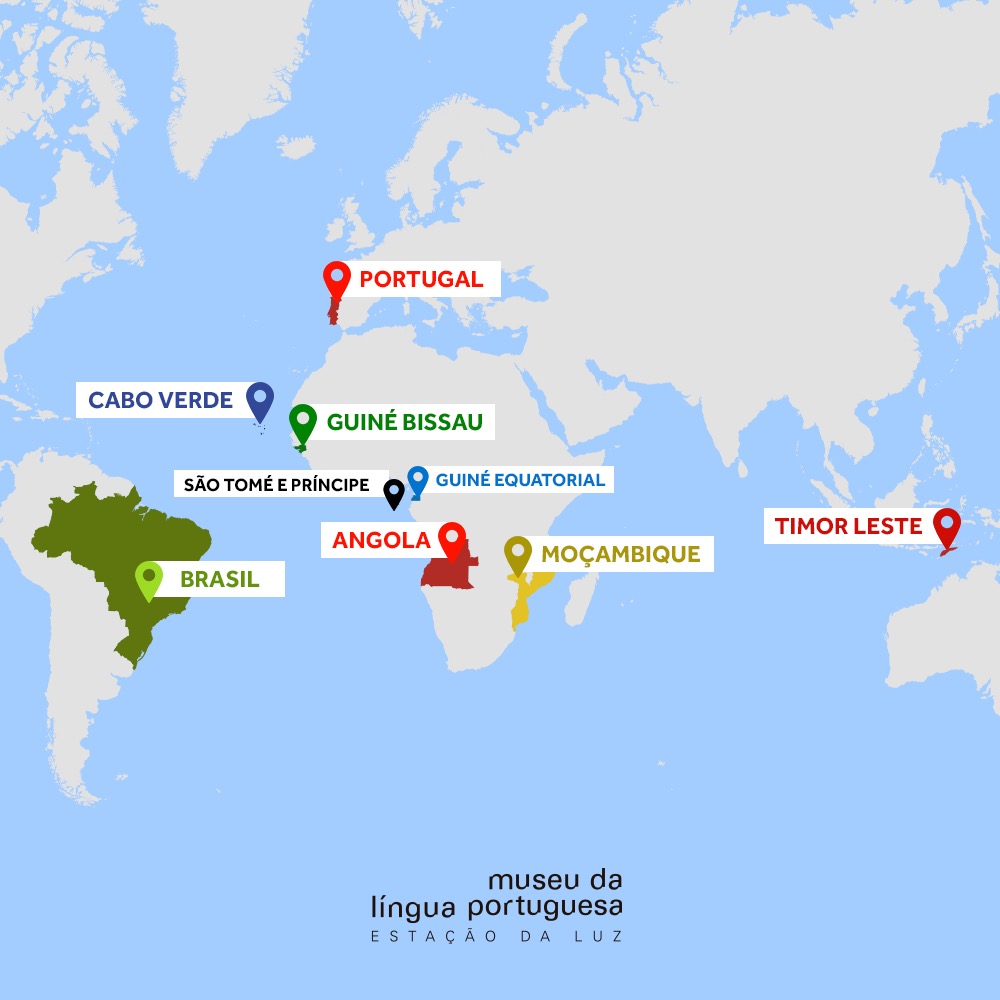 PORTUGAL
CABO VERDE
GUINÉ BISSAU
SÃO TOMÉ E PRÍNCIPE
GUINÉ EQUATORIAL
TIMOR LESTE
ANGOLA
MOÇAMBIQUE
BRASIL
museu da
língua portuguesa
ESTAÇÃO DA LUZ